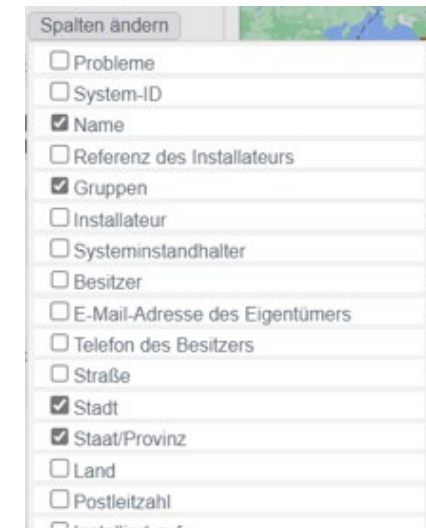 Spalten ändern
Probleme
System-ID
Name
Referenz des Installateurs
Gruppen
Installateur
Systeminstandhalter
Besitzer
E-Mail-Adresse des Eigentümers
Telefon des Besitzers
Straße
Stadt
Staat/Provinz
Land
Postleitzahl